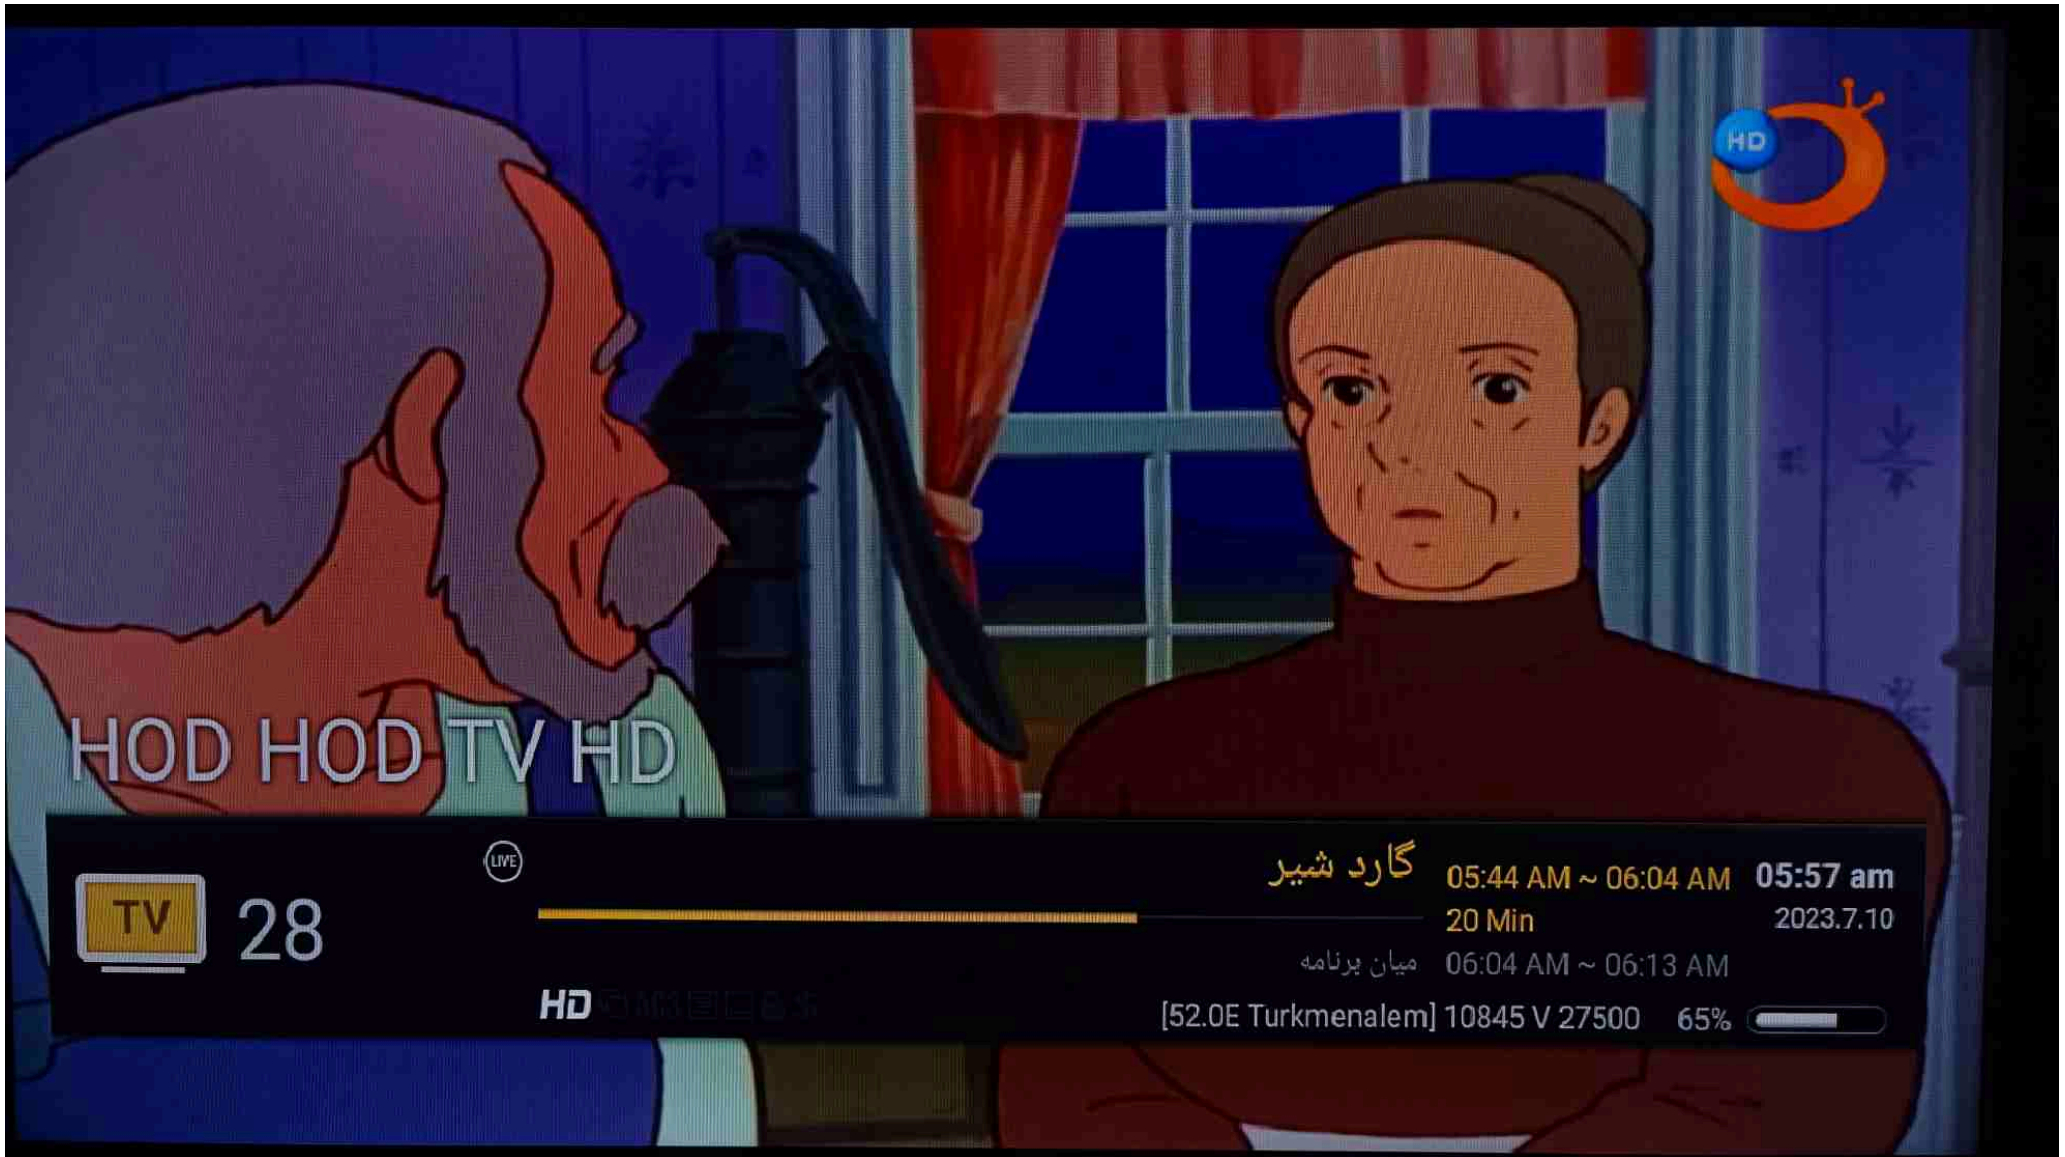 HD
HOD HOD TV HD
LIVE
گارد شیر
05:44 AM ~ 06:04 AM
05:57 am
TV
28
20 Min
2023.7.10
میان برنامه
06:04 AM ~ 06:13 AM
HD
[52.0E Turkmenalem] 10845 V 27500
65%